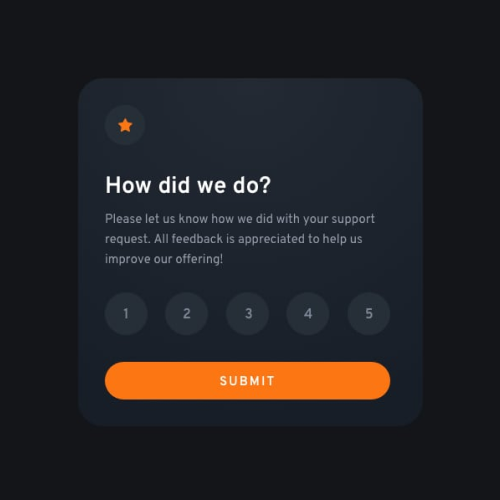 How did we do?
Please let us know how we did with your support
request. All feedback is appreciated to help us
improve our offering!
1 2 3 4 5
SUBMIT